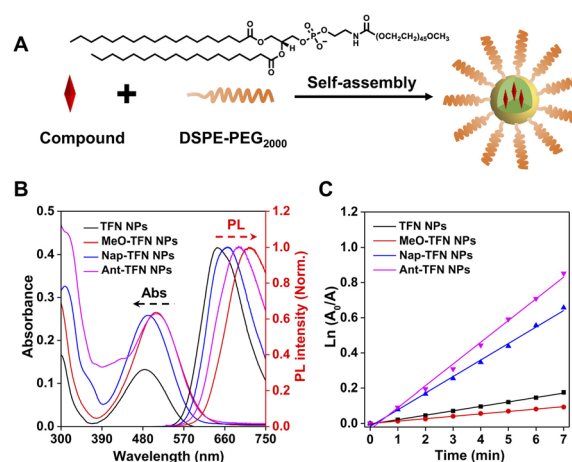 A
O
O
O
H
O
O
O
P
O
O⁻
N
H
O
(OCH₂CH₂)₄₅OCH₃
Self-assembly
Compound
DSPE-PEG₂₀₀₀
B
TFN NPs
MeO-TFN NPs
Nap-TFN NPs
Ant-TFN NPs
PL
Abs
0.5
0.4
0.3
0.2
0.1
0.0
Absorbance
1.2
1.0
0.8
0.6
0.4
0.2
0.0
PL intensity (Norm.)
300 390 480 570 660 750
Wavelength (nm)
C
TFN NPs
MeO-TFN NPs
Nap-TFN NPs
Ant-TFN NPs
1.2
1.0
0.8
0.6
0.4
0.2
0.0
Ln (A₀/A)
0 1 2 3 4 5 6 7
Time (min)